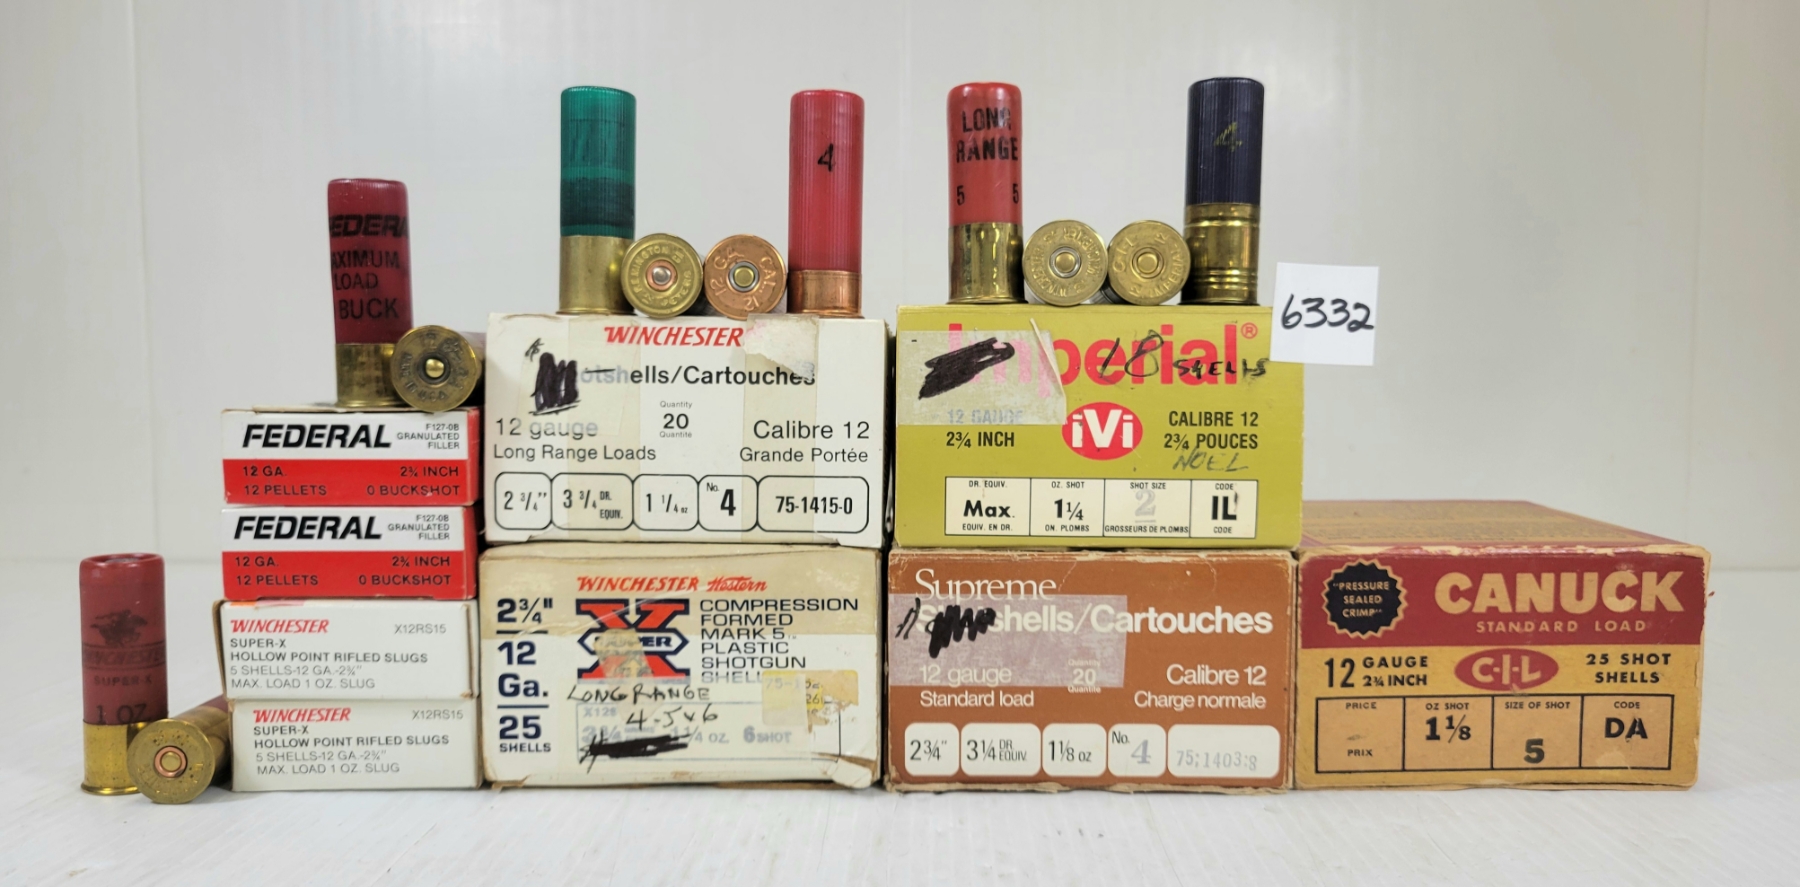 6332
LONG
RANGE
5 5
4
4
MAXIMUM
LOAD
BUCK
FEDERAL
F127-0B
GRANULATED
FILLER
12 GA. 2¾ INCH
12 PELLETS 0 BUCKSHOT
FEDERAL
F127-0B
GRANULATED
FILLER
12 GA. 2¾ INCH
12 PELLETS 0 BUCKSHOT
WINCHESTER X12RS15
SUPER-X
HOLLOW POINT RIFLED SLUGS
5 SHELLS-12 GA.-2¾"
MAX. LOAD 1 OZ. SLUG
WINCHESTER X12RS15
SUPER-X
HOLLOW POINT RIFLED SLUGS
5 SHELLS-12 GA.-2¾"
MAX. LOAD 1 OZ. SLUG
WINCHESTER
SUPER-X
1 OZ.
WINCHESTER
otshells/Cartouches
Quantity
20
Quantité
12 gauge Calibre 12
Long Range Loads Grande Portée
2 ¾" 3 ¾ DR. EQUIV. 1 ¼ oz No. 4 75-1415-0
WINCHESTER Western
2¾"
12
Ga.
25
SHELLS
SUPER X
COMPRESSION
FORMED
MARK 5
PLASTIC
SHOTGUN
SHELL
LONG RANGE
4-5x6
X126
1¼ OZ. 6 SHOT
Imperial®
18 SHELLS
12 GAUGE CALIBRE 12
2¾ INCH 2¾ POUCES
iVi
NOEL
DR. EQUIV. OZ. SHOT SHOT SIZE CODE
Max. 1¼ 2 IL
EQUIV. EN DR. ON. PLOMBS GROSSEURS DE PLOMBS CODE
Supreme
Shotshells/Cartouches
Quantity
20
Quantité
12 gauge Calibre 12
Standard load Charge normale
2¾" 3¼ DR EQUIV. 1⅛ oz No. 4 75:1403:8
"PRESSURE
SEALED
CRIMP"
CANUCK
STANDARD LOAD
12 GAUGE
2¾ INCH
C-I-L
25 SHOT
SHELLS
PRICE OZ SHOT SIZE OF SHOT CODE
1⅛ 5 DA
PRIX